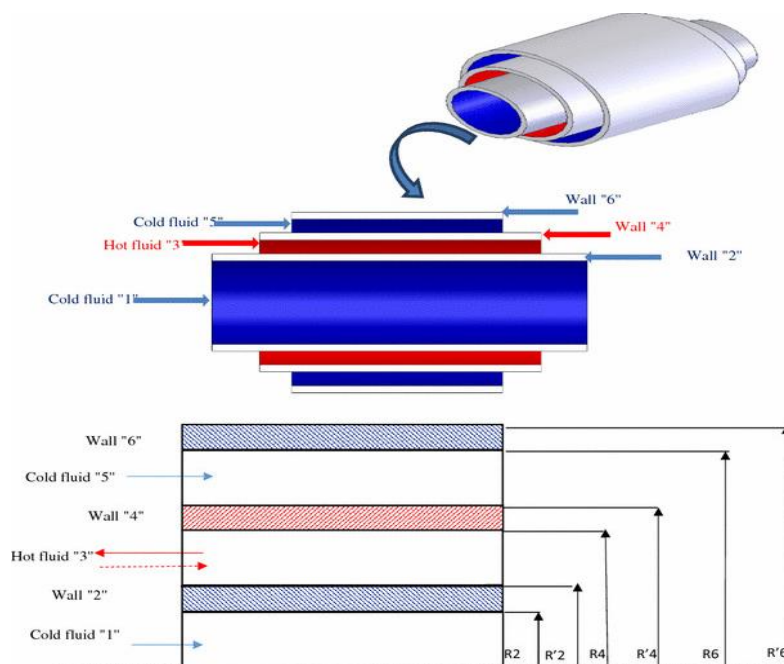 Wall "6"
Cold fluid "5"
Wall "4"
Hot fluid "3"
Wall "2"
Cold fluid "1"
Wall "6"
Cold fluid "5"
Wall "4"
Hot fluid "3"
Wall "2"
Cold fluid "1"
R2 R'2 R4 R'4 R6 R'6